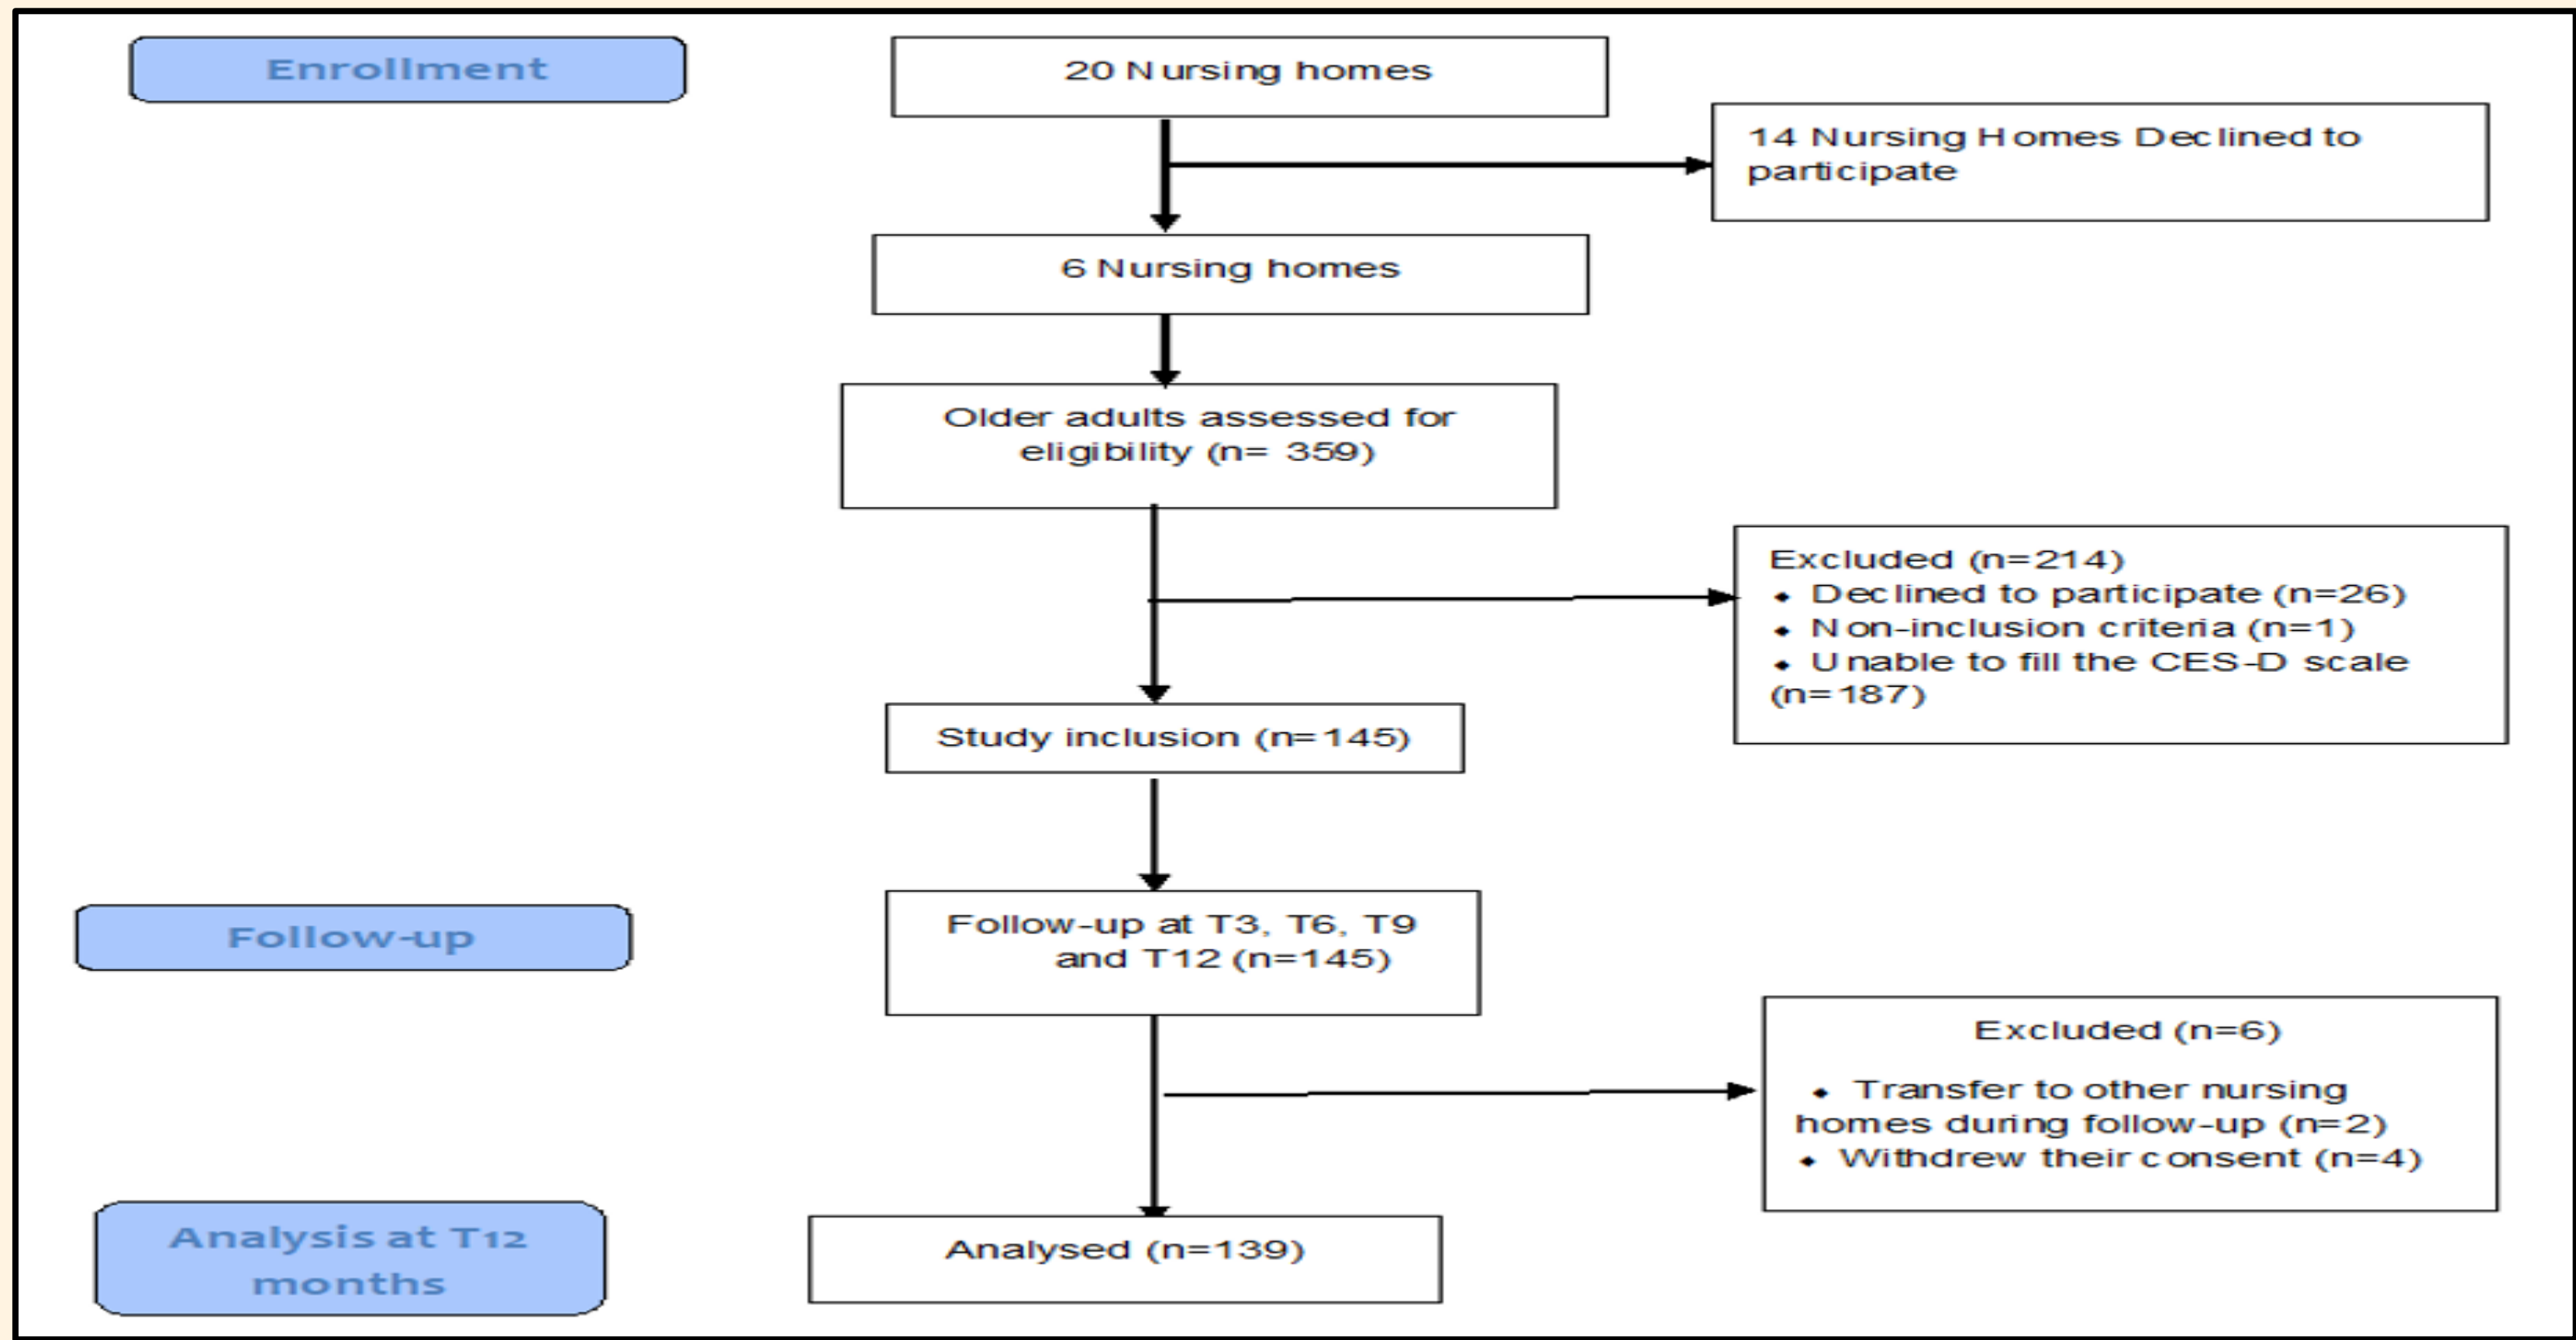 Enrollment
20 Nursing homes
14 Nursing Homes Declined to
participate
6 Nursing homes
Older adults assessed for
eligibility (n= 359)
Excluded (n=214)
• Declined to participate (n=26)
• Non-inclusion criteria (n=1)
• Unable to fill the CES-D scale
(n=187)
Study inclusion (n=145)
Follow-up
Follow-up at T3, T6, T9
and T12 (n=145)
Excluded (n=6)
• Transfer to other nursing
homes during follow-up (n=2)
• Withdrew their consent (n=4)
Analysis at T12
months
Analysed (n=139)